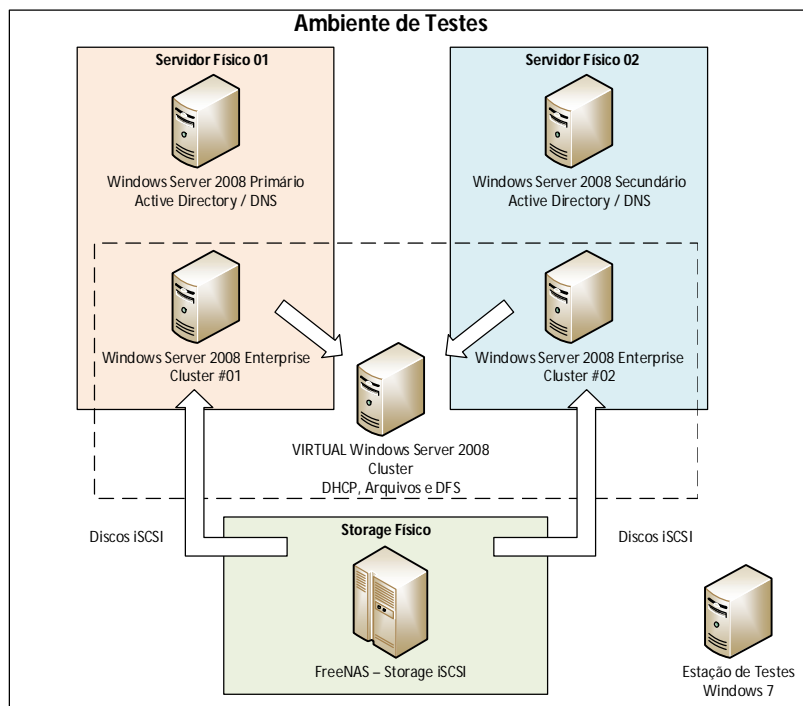 Ambiente de Testes
Servidor Físico 01
Windows Server 2008 Primário
Active Directory / DNS
Windows Server 2008 Enterprise
Cluster #01
Servidor Físico 02
Windows Server 2008 Secundário
Active Directory / DNS
Windows Server 2008 Enterprise
Cluster #02
VIRTUAL Windows Server 2008
Cluster
DHCP, Arquivos e DFS
Discos iSCSI
Storage Físico
FreeNAS – Storage iSCSI
Discos iSCSI
Estação de Testes
Windows 7